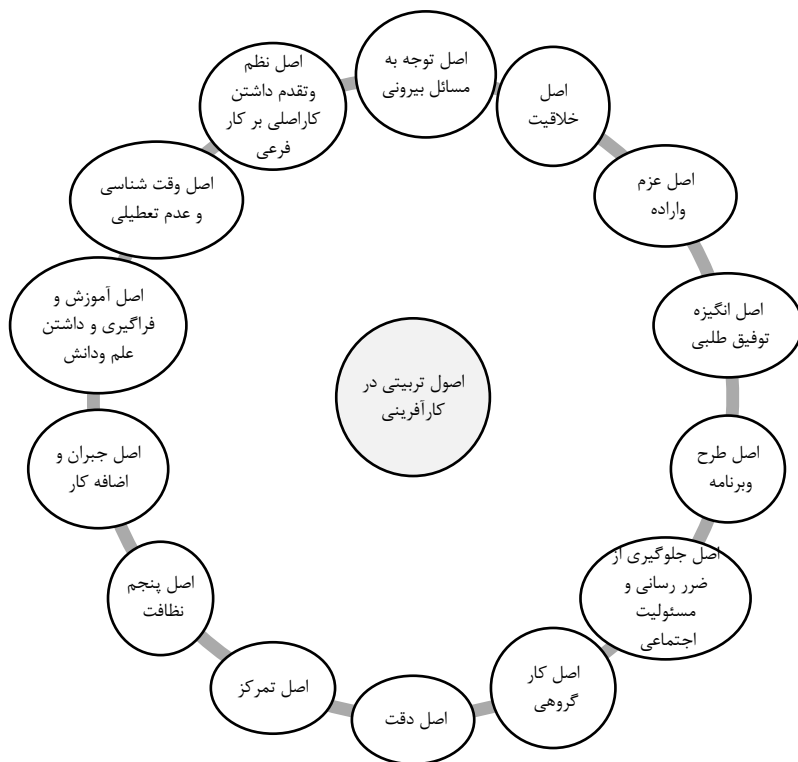 اصل توجه به
مسائل بیرونی
اصل
خلاقیت
اصل عزم
واراده
اصل انگیزه
توفیق طلبی
اصل طرح
وبرنامه
اصل جلوگیری از
ضرر رسانی و
مسئولیت
اجتماعی
اصل کار
گروهی
اصل دقت
اصل تمرکز
اصل پنجم
نظافت
اصل جبران و
اضافه کار
اصل آموزش و
فراگیری و داشتن
علم ودانش
اصل وقت شناسی
و عدم تعطیلی
اصل نظم
وتقدم داشتن
کاراصلی بر کار
فرعی
اصول تربیتی در
کارآفرینی